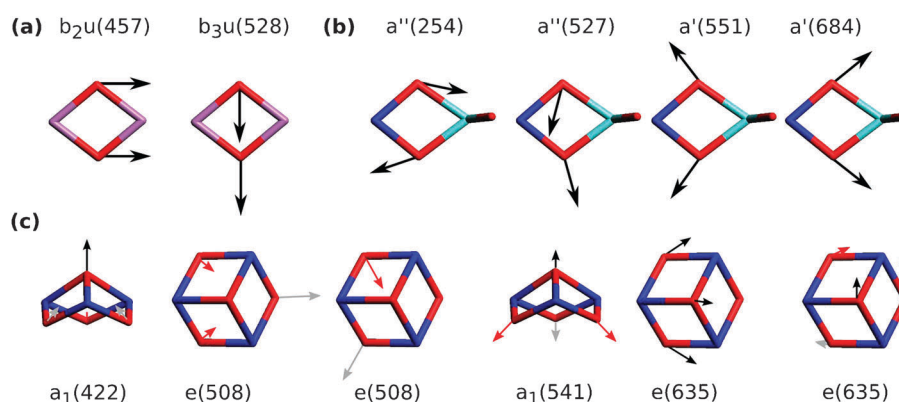 (a) b₂u(457) b₃u(528) (b) a''(254) a''(527) a'(551) a'(684)
(c)
a₁(422) e(508) e(508) a₁(541) e(635) e(635)